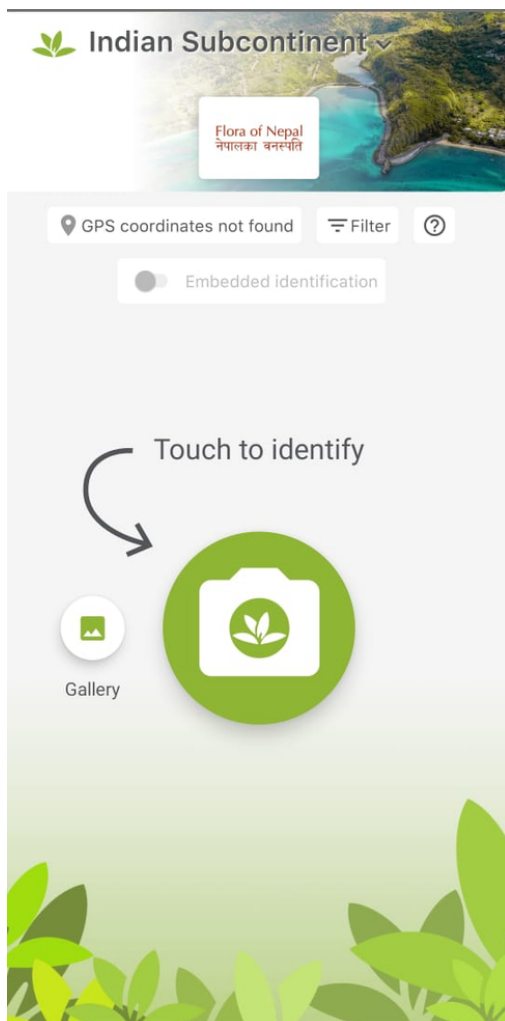 Indian Subcontinent
Flora of Nepal
नेपालका वनस्पति
GPS coordinates not found
Filter
?
Embedded identification
Touch to identify
Gallery